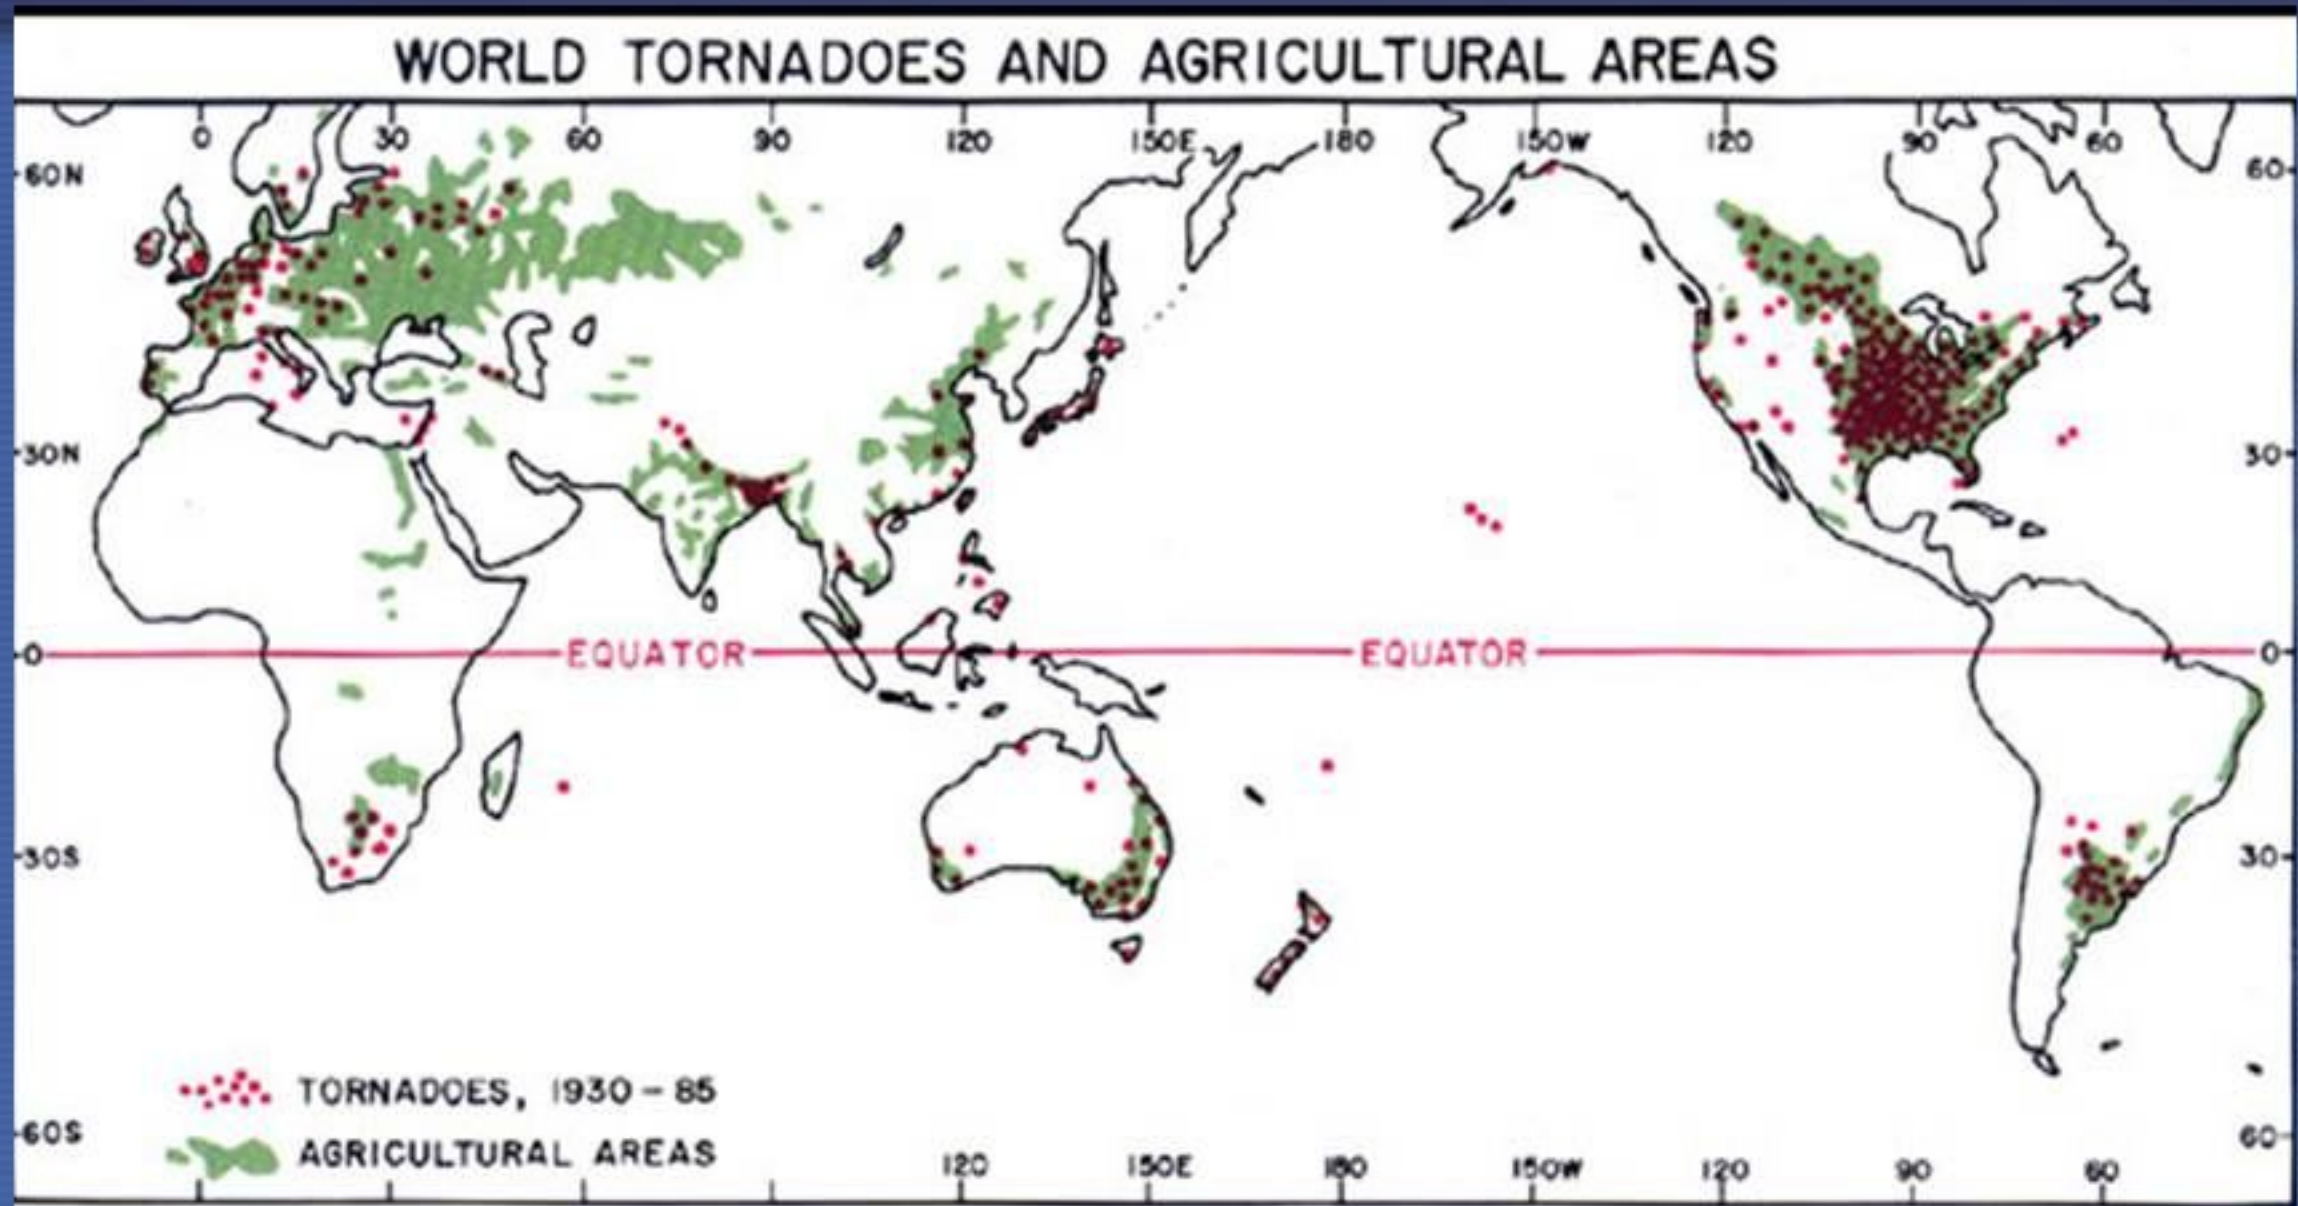 WORLD TORNADOES AND AGRICULTURAL AREAS
0 30 60 90 120 150E 180 150W 120 90 60
60N 60
30N 30
0 EQUATOR EQUATOR 0
30S 30
TORNADOES, 1930-85
60S 60
AGRICULTURAL AREAS
120 150E 180 150W 120 90 60